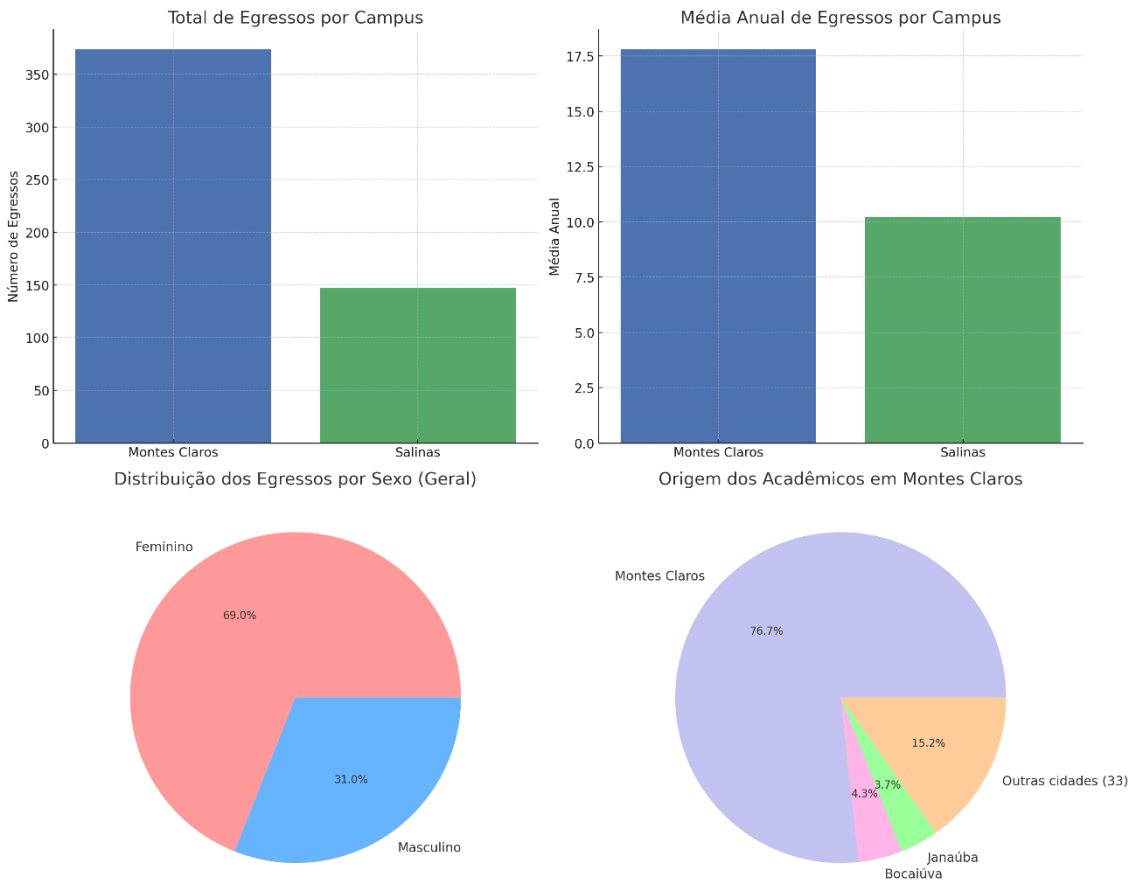 Total de Egressos por Campus
Número de Egressos
350
300
250
200
150
100
50
0
Montes Claros
Salinas
Média Anual de Egressos por Campus
Média Anual
17.5
15.0
12.5
10.0
7.5
5.0
2.5
0.0
Montes Claros
Salinas
Distribuição dos Egressos por Sexo (Geral)
Feminino
69.0%
31.0%
Masculino
Origem dos Acadêmicos em Montes Claros
Montes Claros
76.7%
15.2%
Outras cidades (33)
3.7%
4.3%
Janaúba
Bocaiúva